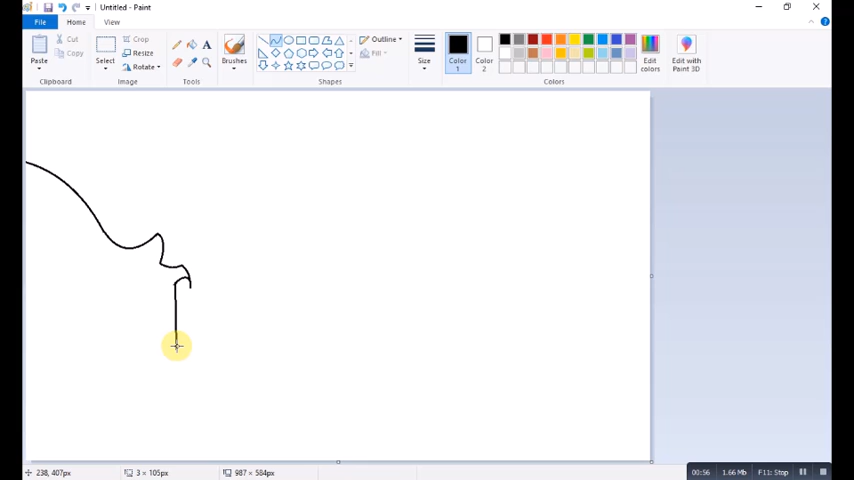 Untitled - Paint
File Home View
Paste
Cut
Copy
Clipboard
Select
Crop
Resize
Rotate
Image
A
Tools
Brushes
Outline
Fill
Shapes
Size
Color 1
Color 2
Edit colors
Colors
Edit with Paint 3D
238, 407px
3 × 105px
987 × 584px
00:56 1.66 Mb F11: Stop